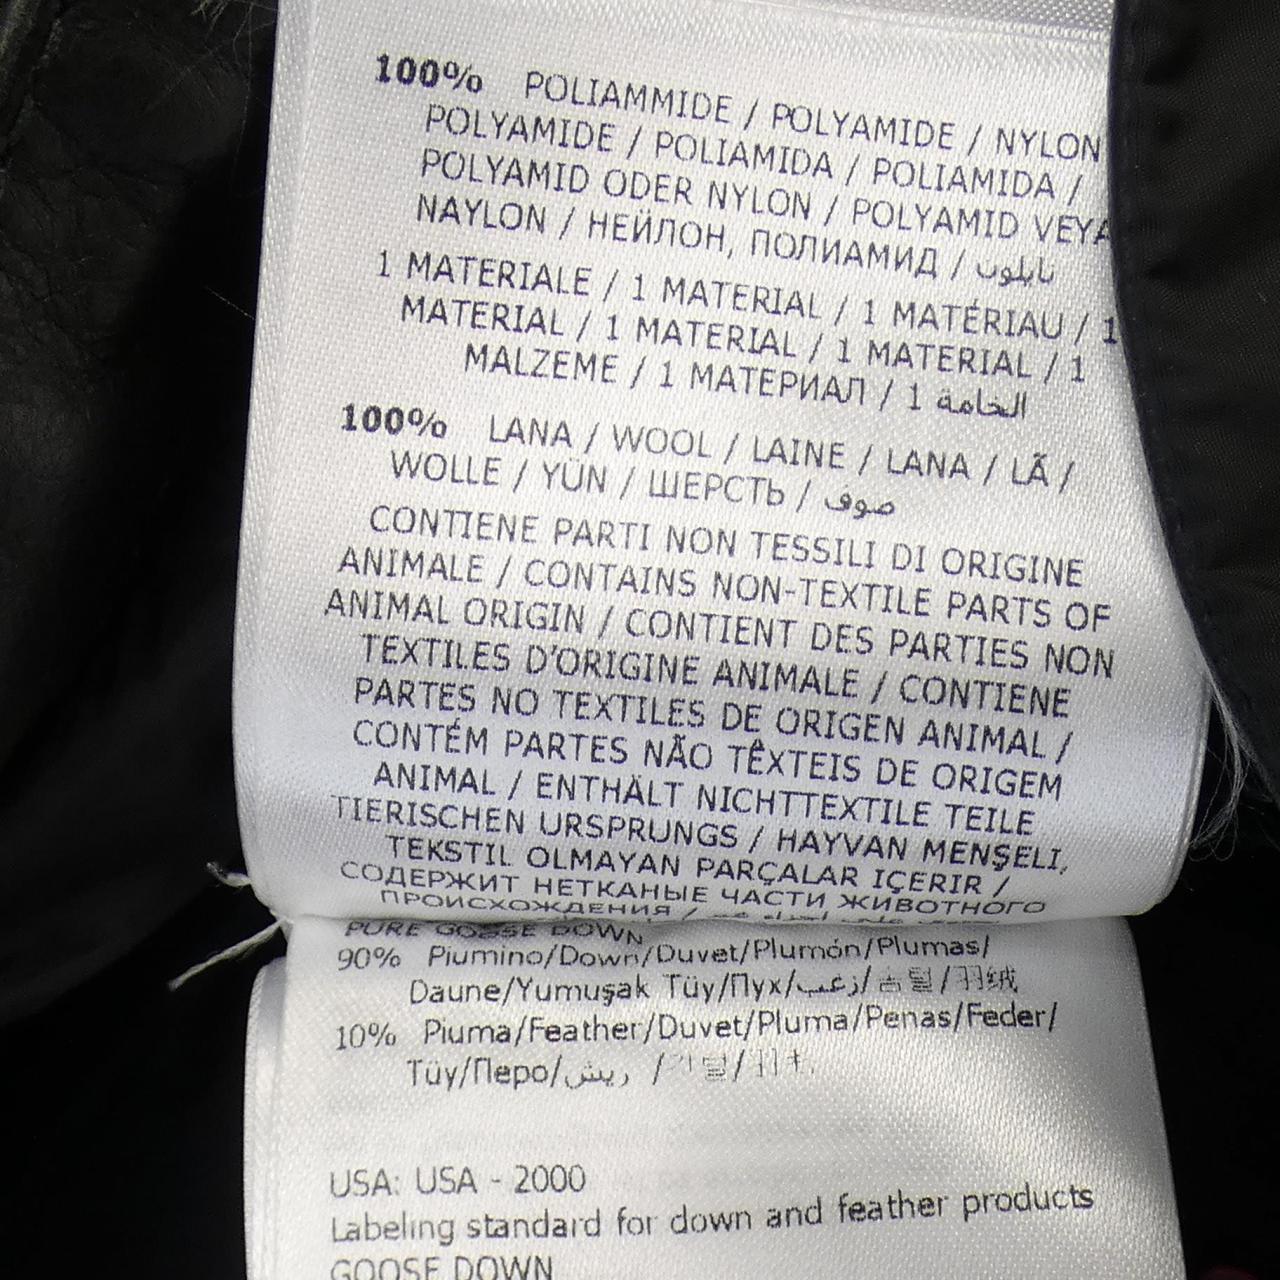 100% POLIAMMIDE / POLYAMIDE / NYLON
POLYAMIDE / POLIAMIDA / POLIAMIDA /
POLYAMID ODER NYLON / POLYAMID VEYA
NAYLON / НЕЙЛОН, ПОЛИАМИД / نايلون
1 MATERIALE / 1 MATERIAL / 1 MATÉRIAU / 1
MATERIAL / 1 MATERIAL / 1 MATERIAL / 1
MALZEME / 1 МАТЕРИАЛ / 1 الخامة
100% LANA / WOOL / LAINE / LANA / LÃ /
WOLLE / YÜN / ШЕРСТЬ / صوف
CONTIENE PARTI NON TESSILI DI ORIGINE
ANIMALE / CONTAINS NON-TEXTILE PARTS OF
ANIMAL ORIGIN / CONTIENT DES PARTIES NON
TEXTILES D'ORIGINE ANIMALE / CONTIENE
PARTES NO TEXTILES DE ORIGEN ANIMAL /
CONTÉM PARTES NÃO TÊXTEIS DE ORIGEM
ANIMAL / ENTHÄLT NICHTTEXTILE TEILE
TIERISCHEN URSPRUNGS / HAYVAN MENŞELI,
TEKSTIL OLMAYAN PARÇALAR IÇERIR /
СОДЕРЖИТ НЕТКАНЫЕ ЧАСТИ ЖИВОТНОГО
ПРОИСХОЖДЕНИЯ /
PURE GOOSE DOWN
90% Piumino/Down/Duvet/Plumón/Plumas/
Daune/Yumuşak Tüy/Пух/زغب/솜털/羽绒
10% Piuma/Feather/Duvet/Pluma/Penas/Feder/
Tüy/Перо/ريش /
USA: USA - 2000
Labeling standard for down and feather products
GOOSE DOWN